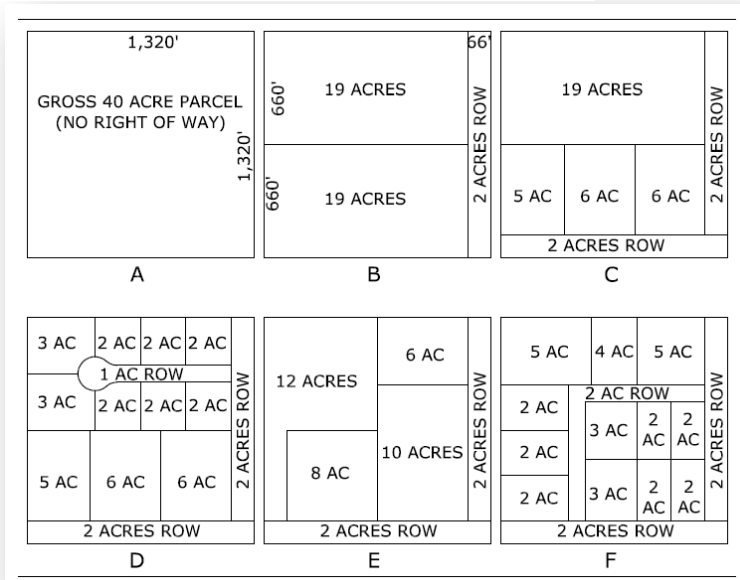 1,320'
GROSS 40 ACRE PARCEL
(NO RIGHT OF WAY)
1,320'
A
66'
660'
19 ACRES
660'
19 ACRES
2 ACRES ROW
B
19 ACRES
5 AC
6 AC
6 AC
2 ACRES ROW
2 ACRES ROW
C
3 AC
2 AC
2 AC
2 AC
1 AC ROW
3 AC
2 AC
2 AC
2 AC
5 AC
6 AC
6 AC
2 ACRES ROW
2 ACRES ROW
D
6 AC
12 ACRES
8 AC
10 ACRES
2 ACRES ROW
2 ACRES ROW
E
5 AC
4 AC
5 AC
2 AC ROW
2 AC
2 AC
2 AC
3 AC
2
AC
2
AC
3 AC
2
AC
2
AC
2 ACRES ROW
2 ACRES ROW
F